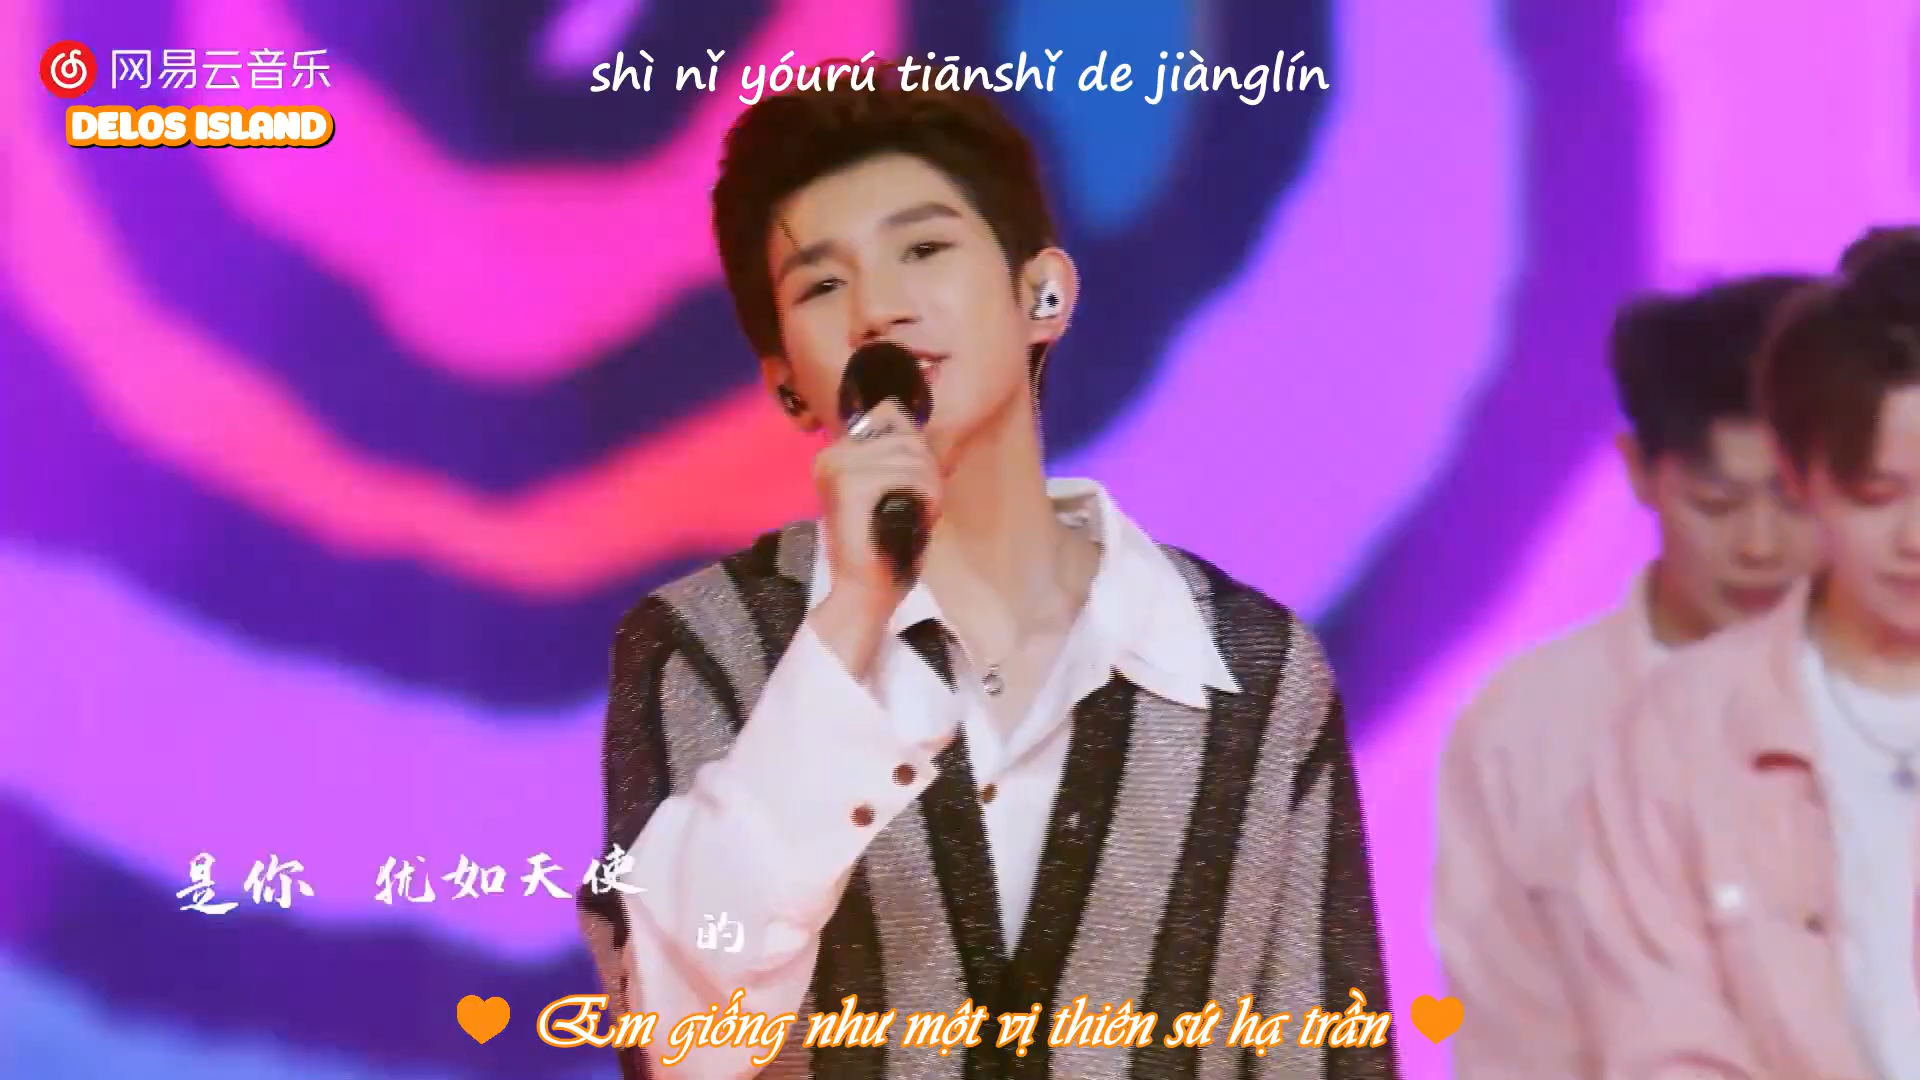 网易云音乐
DELOS ISLAND
shì nǐ yóurú tiānshǐ de jiànglín
是你 犹如天使
的
Em giống như một vị thiên sứ hạ trần